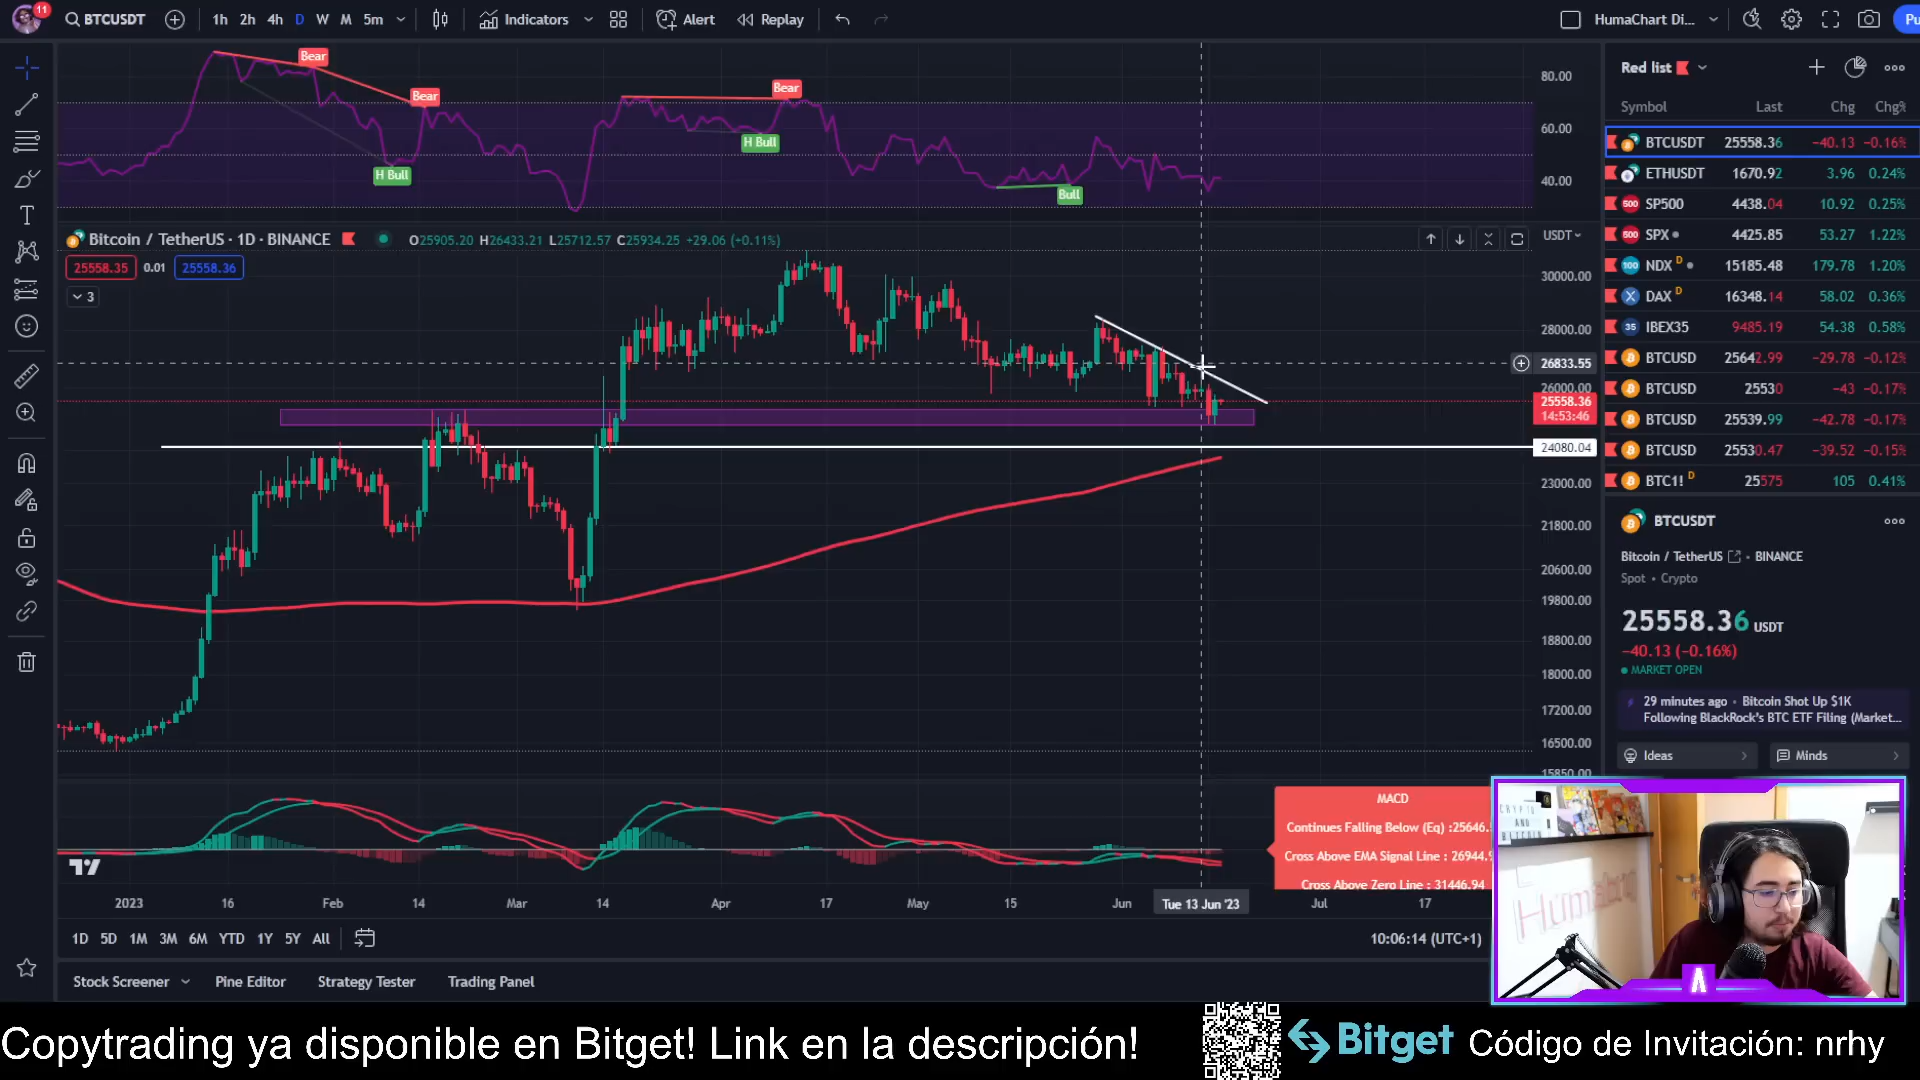 11
BTCUSDT
1h 2h 4h D W M 5m
Indicators
Alert
Replay
HumaChart Di...
Pu
Bear
Bear
H Bull
Bear
H Bull
Bull
80.00
60.00
40.00
Bitcoin / TetherUS · 1D · BINANCE
O25905.20 H26433.21 L25712.57 C25934.25 +29.06 (+0.11%)
USDT
25558.35 0.01 25558.36
3
30000.00
28000.00
26833.55
26000.00
25558.36
14:53:46
24080.04
23000.00
21800.00
20600.00
19800.00
18800.00
18000.00
17200.00
16500.00
15850.00
MACD
Continues Falling Below (Eq) :25646.
Cross Above EMA Signal Line : 26944.9
Cross Above Zero Line : 31446.94
2023 16 Feb 14 Mar 14 Apr 17 May 15 Jun Tue 13 Jun '23 Jul 17
1D 5D 1M 3M 6M YTD 1Y 5Y All
10:06:14 (UTC+1)
Stock Screener Pine Editor Strategy Tester Trading Panel
Red list
Symbol Last Chg Chg%
BTCUSDT 25558.36 −40.13 −0.16%
ETHUSDT 1670.92 3.96 0.24%
500 SP500 4438.04 10.92 0.25%
500 SPX 4425.85 53.27 1.22%
100 NDX D 15185.48 179.78 1.20%
DAX D 16348.14 58.02 0.36%
35 IBEX35 9485.19 54.38 0.58%
BTCUSD 25642.99 −29.78 −0.12%
BTCUSD 25530 −43 −0.17%
BTCUSD 25539.99 −42.78 −0.17%
BTCUSD 25530.47 −39.52 −0.15%
BTC1! D 25575 105 0.41%
BTCUSDT
Bitcoin / TetherUS · BINANCE
Spot · Crypto
25558.36 USDT
−40.13 (−0.16%)
MARKET OPEN
29 minutes ago · Bitcoin Shot Up $1K
Following BlackRock's BTC ETF Filing (Market...
Ideas
Minds
CRYPTO
AND
BITCOIN
Copytrading ya disponible en Bitget! Link en la descripción!
Bitget
Código de Invitación: nrhy